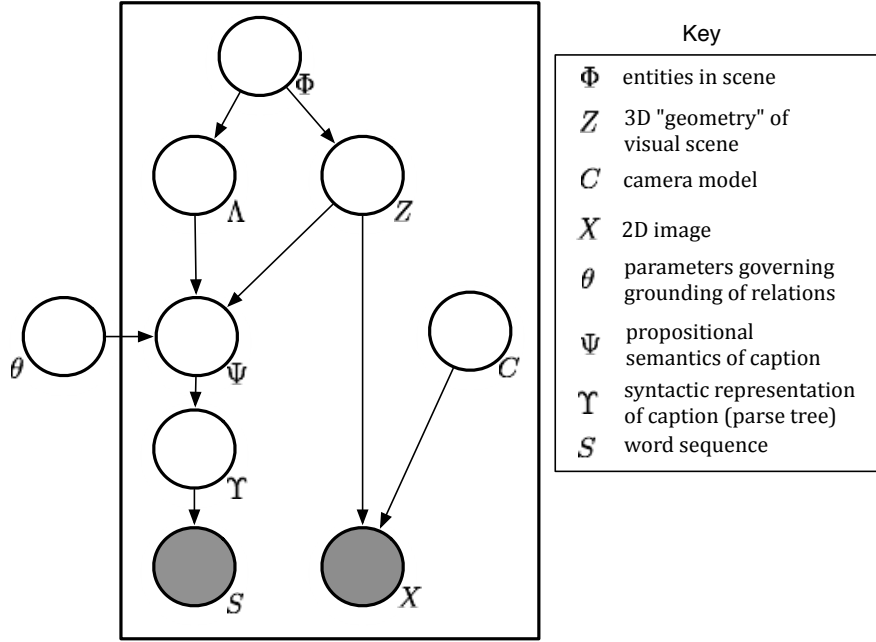 Φ
Λ
Z
θ
Ψ
C
ϒ
S
X
Key
Φ entities in scene
Z 3D "geometry" of
visual scene
C camera model
X 2D image
θ parameters governing
grounding of relations
Ψ propositional
semantics of caption
ϒ syntactic representation
of caption (parse tree)
S word sequence